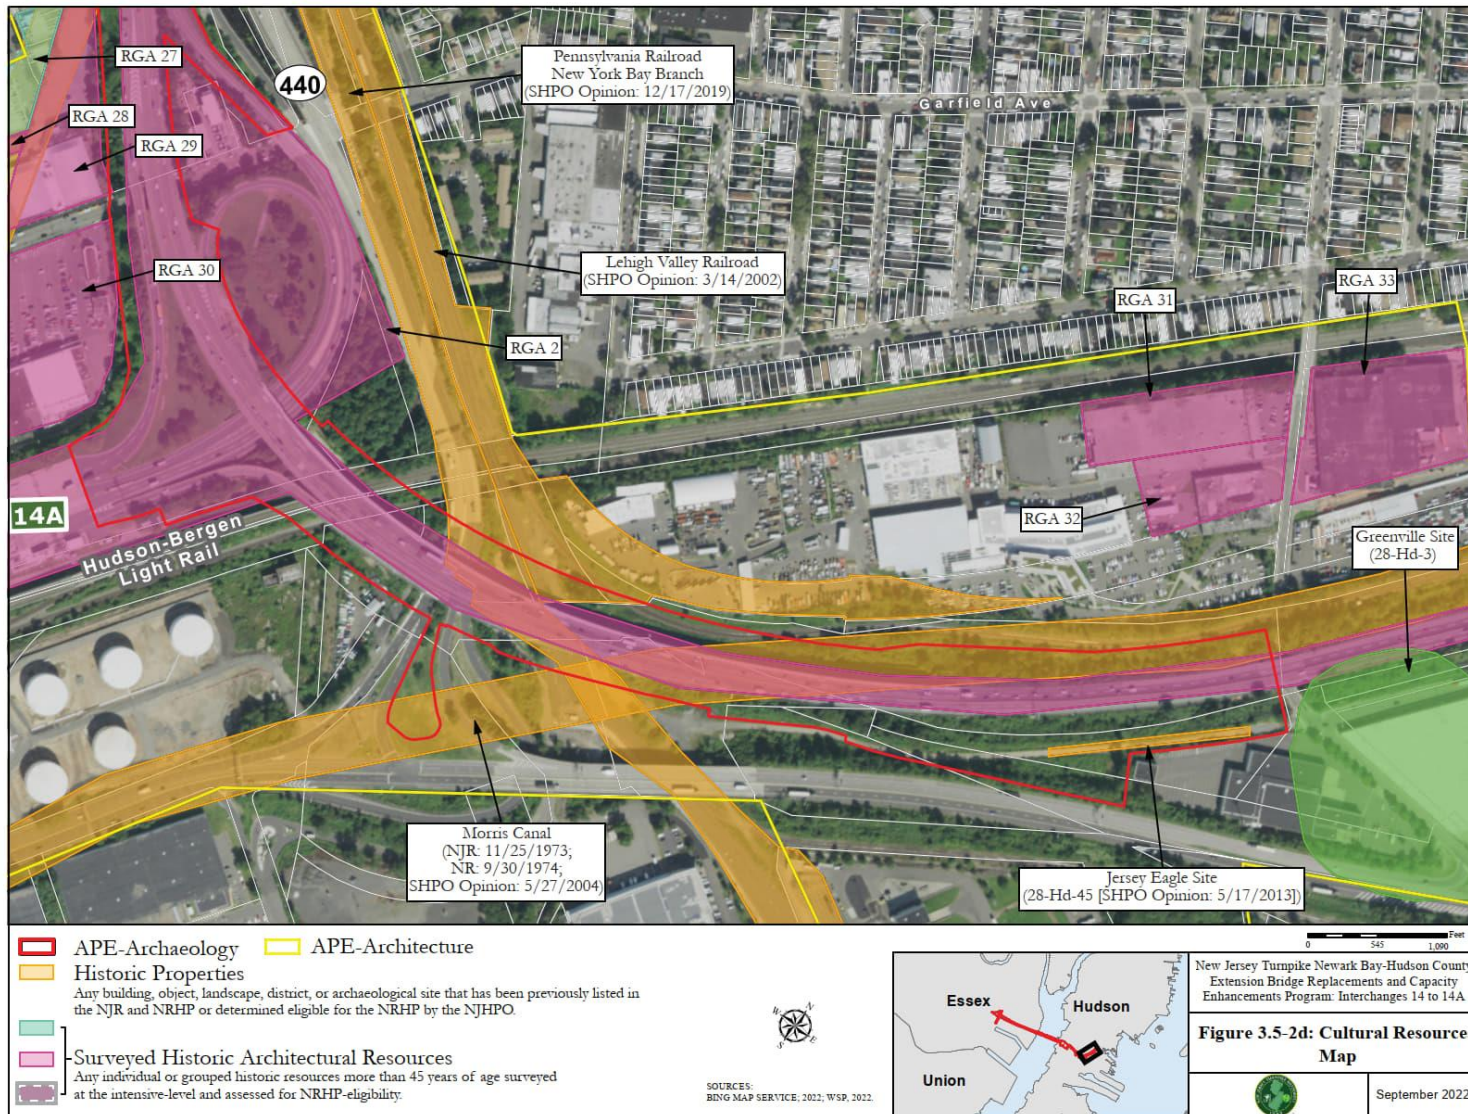 RGA 27
440
Pennsylvania Railroad
New York Bay Branch
(SHPO Opinion: 12/17/2019)
Garfield Ave
RGA 28
RGA 29
RGA 30
Lehigh Valley Railroad
(SHPO Opinion: 3/14/2002)
RGA 2
RGA 31
RGA 33
RGA 32
14A
Hudson-Bergen
Light Rail
Greenville Site
(28-Hd-3)
Morris Canal
(NJR: 11/25/1973;
NR: 9/30/1974;
SHPO Opinion: 5/27/2004)
Jersey Eagle Site
(28-Hd-45 [SHPO Opinion: 5/17/2013])
APE-Archaeology
APE-Architecture
Historic Properties
Any building, object, landscape, district, or archaeological site that has been previously listed in
the NJR and NRHP or determined eligible for the NRHP by the NJHPO.
Surveyed Historic Architectural Resources
Any individual or grouped historic resources more than 45 years of age surveyed
at the intensive-level and assessed for NRHP-eligibility.
N
W
E
S
SOURCES:
BING MAP SERVICE; 2022; WSP, 2022.
Essex
Hudson
Union
Feet
0 545 1,090
New Jersey Turnpike Newark Bay-Hudson County
Extension Bridge Replacements and Capacity
Enhancements Program: Interchanges 14 to 14A
Figure 3.5-2d: Cultural Resource
Map
September 2022